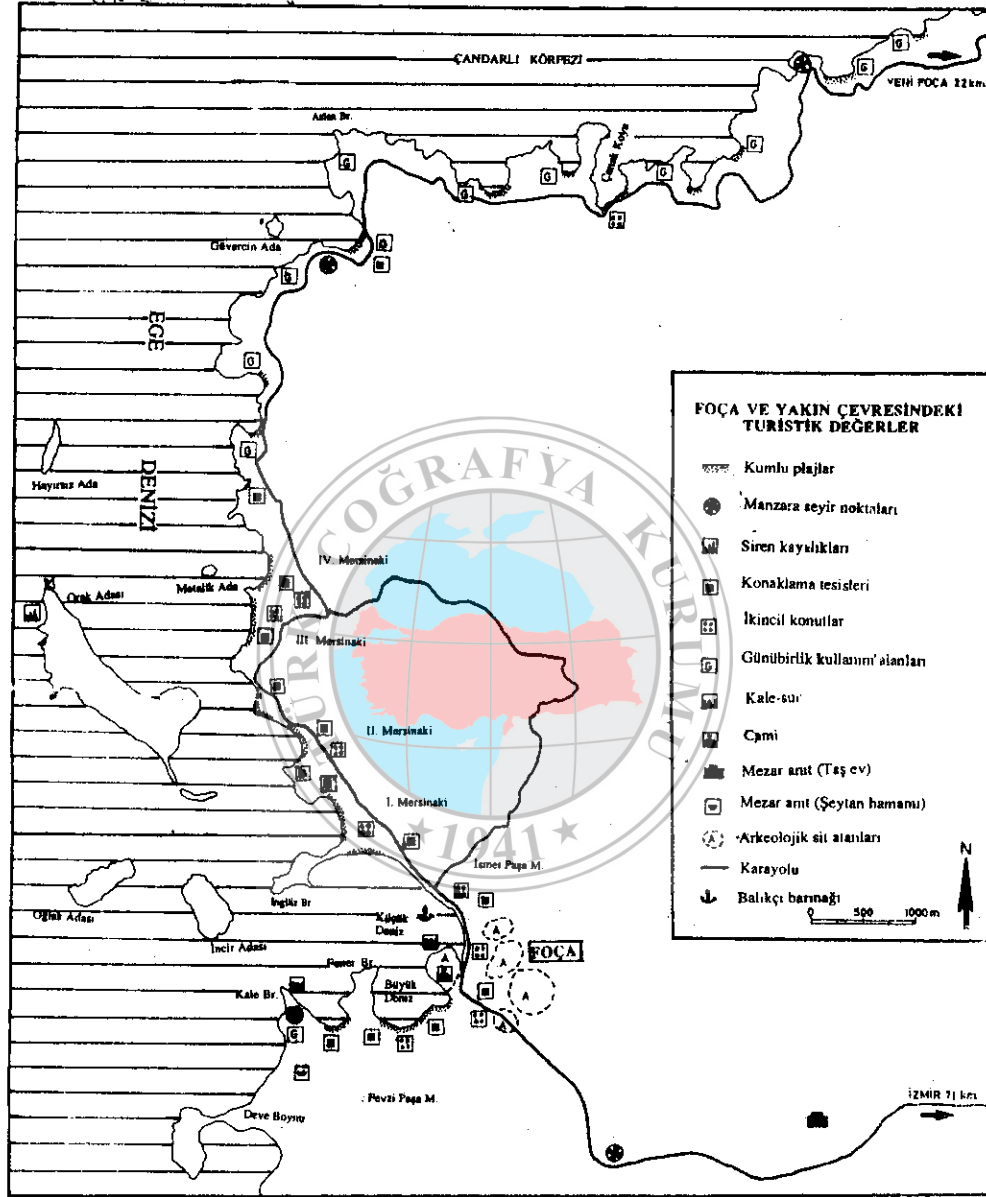 ÇANDARLI KÖRFEZİ
YENİ FOÇA 22 km.
Aslan Br.
Çanak Koyu
Güvercin Ada
EGE
DENİZİ
Hayırsız Ada
Metalik Ada
Orak Adası
IV. Mersinaki
III. Mersinaki
II. Mersinaki
I. Mersinaki
İsmet Paşa M.
İngiliz Br
Oğlak Adası
İncir Adası
Küçük
Deniz
FOÇA
Fener Br.
Büyük
Deniz
Kale Br.
Fevzi Paşa M.
Deve Boynu
İZMİR 71 km.
FOÇA VE YAKIN ÇEVRESİNDEKİ
TURİSTİK DEĞERLER
Kumlu plajlar
Manzara seyir noktaları
Siren kayalıkları
Konaklama tesisleri
İkincil konutlar
Günübirlik kullanım alanları
Kale-sur
Cami
Mezar anıt (Taş ev)
Mezar anıt (Şeytan hamamı)
Arkeolojik sit alanları
Karayolu
Balıkçı barınağı
0 500 1000 m
N
TÜRK COĞRAFYA KURUMU
1941